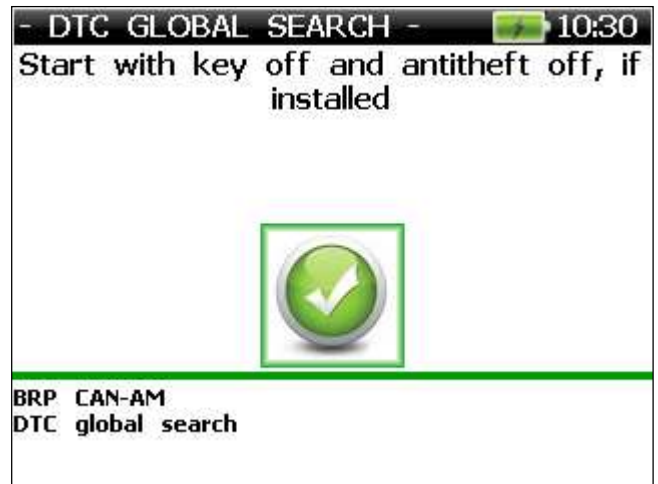 - DTC GLOBAL SEARCH - 10:30
Start with key off and antitheft off, if
installed
BRP CAN-AM
DTC global search